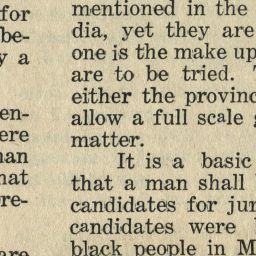 for
be-
y a
en-
ere
nan
hat
re-
are
mentioned in the
dia, yet they are
one is the make up
are to be tried.
either the provinc
allow a full scale
matter.
It is a basic
that a man shall
candidates for jur
candidates were
black people in M